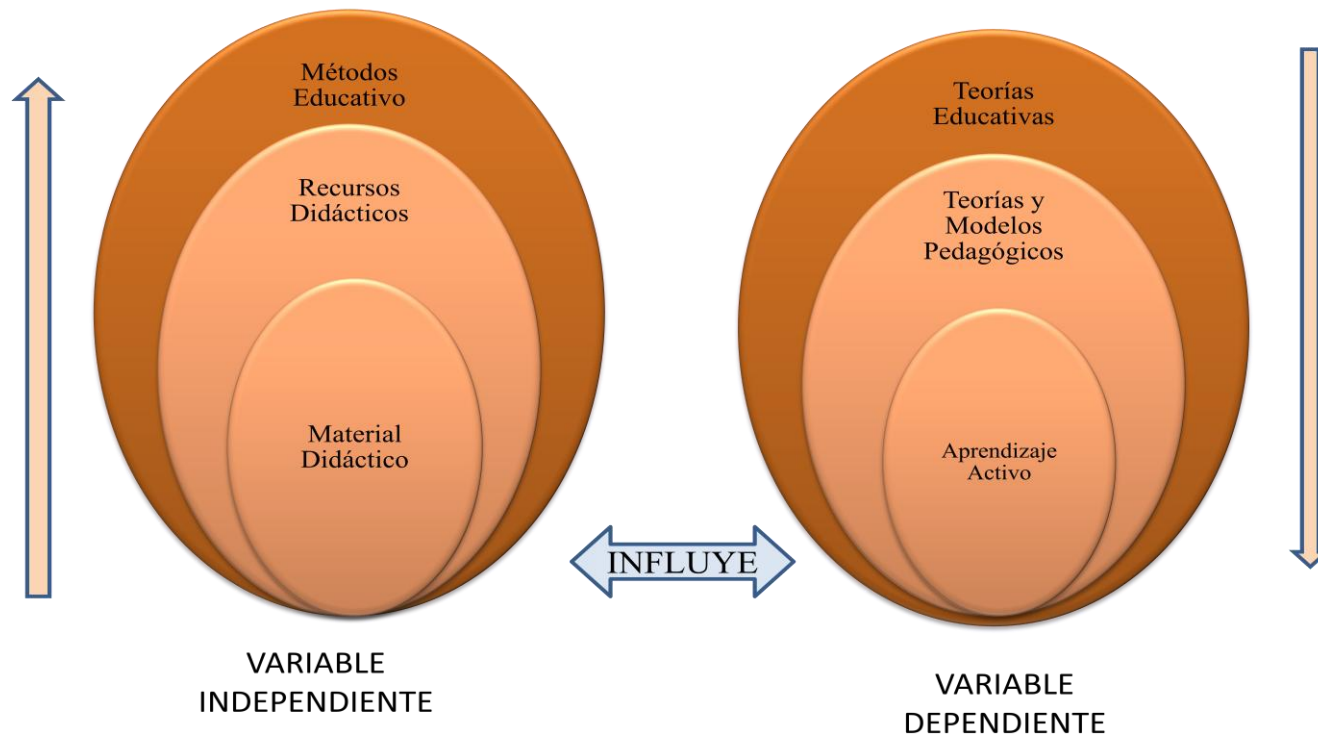 Métodos
Educativo
Recursos
Didácticos
Material
Didáctico
VARIABLE
INDEPENDIENTE
INFLUYE
Teorías
Educativas
Teorías y
Modelos
Pedagógicos
Aprendizaje
Activo
VARIABLE
DEPENDIENTE